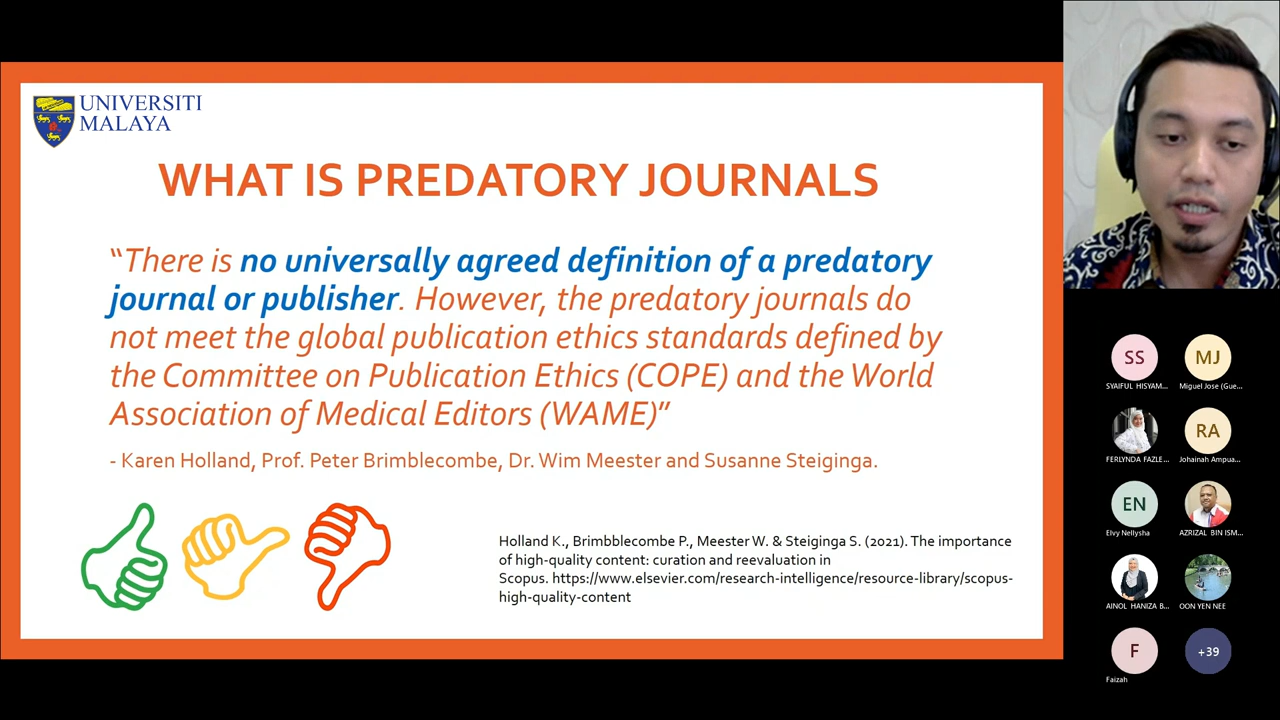 UNIVERSITI
MALAYA
WHAT IS PREDATORY JOURNALS
“There is no universally agreed definition of a predatory
journal or publisher. However, the predatory journals do
not meet the global publication ethics standards defined by
the Committee on Publication Ethics (COPE) and the World
Association of Medical Editors (WAME)”
- Karen Holland, Prof. Peter Brimblecombe, Dr. Wim Meester and Susanne Steiginga.
Holland K., Brimbblecombe P., Meester W. & Steiginga S. (2021). The importance
of high-quality content: curation and reevaluation in
Scopus. https://www.elsevier.com/research-intelligence/resource-library/scopus-
high-quality-content
SS
MJ
SYAIFUL HISYAM...
Miguel Jose (Gue...
RA
FERLYNDA FAZLE...
Johainah Ampua...
EN
Elvy Nellysha
AZRIZAL BIN ISM...
AINOL HANIZA B...
OON YEN NEE
F
+39
Faizah